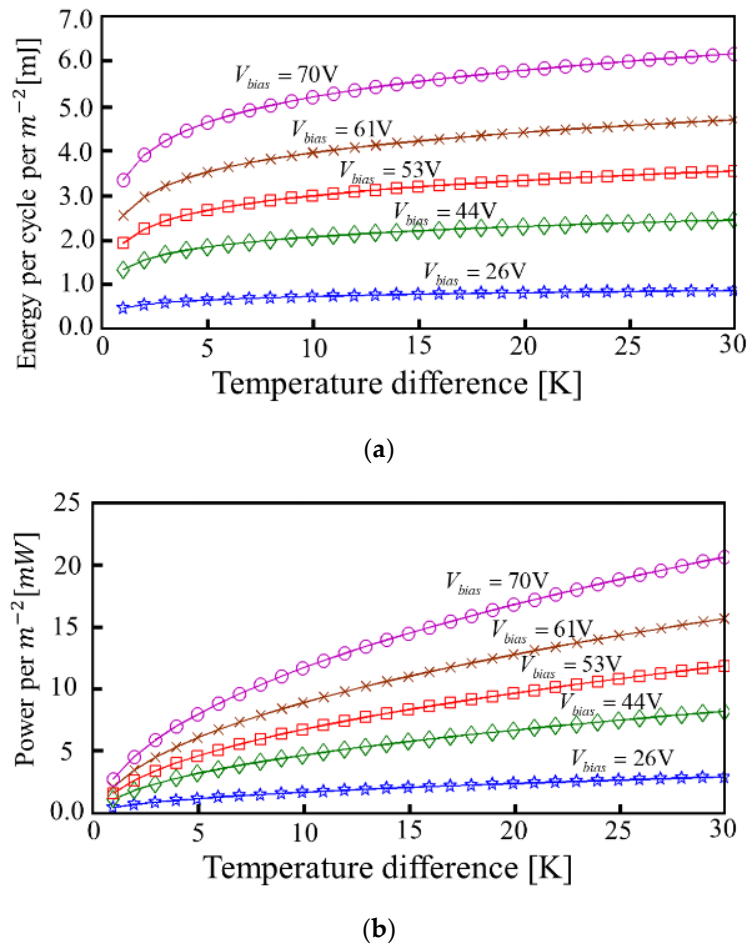 7.0
6.0
5.0
4.0
3.0
2.0
1.0
0.0
Energy per cycle per m⁻² [mJ]
V_bias = 70V
V_bias = 61V
V_bias = 53V
V_bias = 44V
V_bias = 26V
0 5 10 15 20 25 30
Temperature difference [K]
(a)
25
20
15
10
5
0.0
Power per m⁻² [mW]
V_bias = 70V
V_bias = 61V
V_bias = 53V
V_bias = 44V
V_bias = 26V
0 5 10 15 20 25 30
Temperature difference [K]
(b)